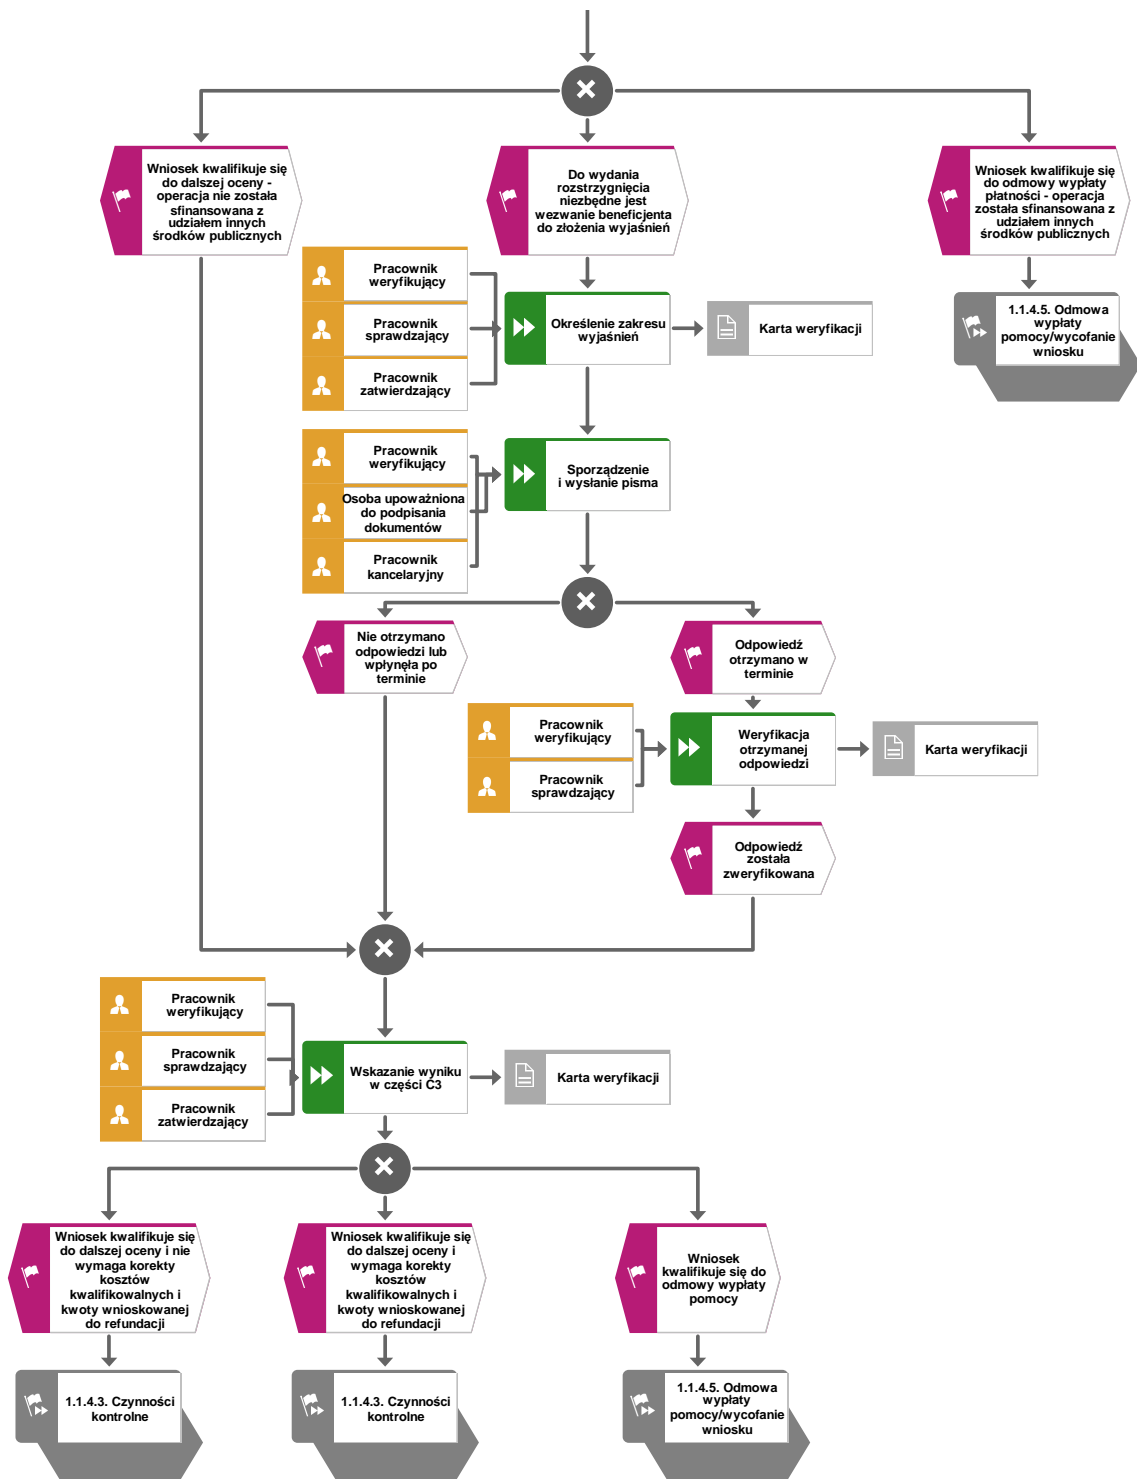 Wniosek kwalifikuje się
do dalszej oceny -
operacja nie została
sfinansowana z
udziałem innych
środków publicznych
Do wydania
rozstrzygnięcia
niezbędne jest
wezwanie beneficjenta
do złożenia wyjaśnień
Wniosek kwalifikuje się
do odmowy wypłaty
płatności - operacja
została sfinansowana z
udziałem innych
środków publicznych
Pracownik
weryfikujący
Pracownik
sprawdzający
Pracownik
zatwierdzający
Określenie zakresu
wyjaśnień
Karta weryfikacji
1.1.4.5. Odmowa
wypłaty
pomocy/wycofanie
wniosku
Pracownik
weryfikujący
Osoba upoważniona
do podpisania
dokumentów
Pracownik
kancelaryjny
Sporządzenie
i wysłanie pisma
Nie otrzymano
odpowiedzi lub
wpłynęła po
terminie
Odpowiedź
otrzymano w
terminie
Pracownik
weryfikujący
Pracownik
sprawdzający
Weryfikacja
otrzymanej
odpowiedzi
Karta weryfikacji
Odpowiedź
została
zweryfikowana
Pracownik
weryfikujący
Pracownik
sprawdzający
Pracownik
zatwierdzający
Wskazanie wyniku
w części C3
Karta weryfikacji
Wniosek kwalifikuje się
do dalszej oceny i nie
wymaga korekty
kosztów
kwalifikowalnych i
kwoty wnioskowanej
do refundacji
Wniosek kwalifikuje się
do dalszej oceny i
wymaga korekty
kosztów
kwalifikowalnych i
kwoty wnioskowanej
do refundacji
Wniosek
kwalifikuje się do
odmowy wypłaty
pomocy
1.1.4.3. Czynności
kontrolne
1.1.4.3. Czynności
kontrolne
1.1.4.5. Odmowa
wypłaty
pomocy/wycofanie
wniosku